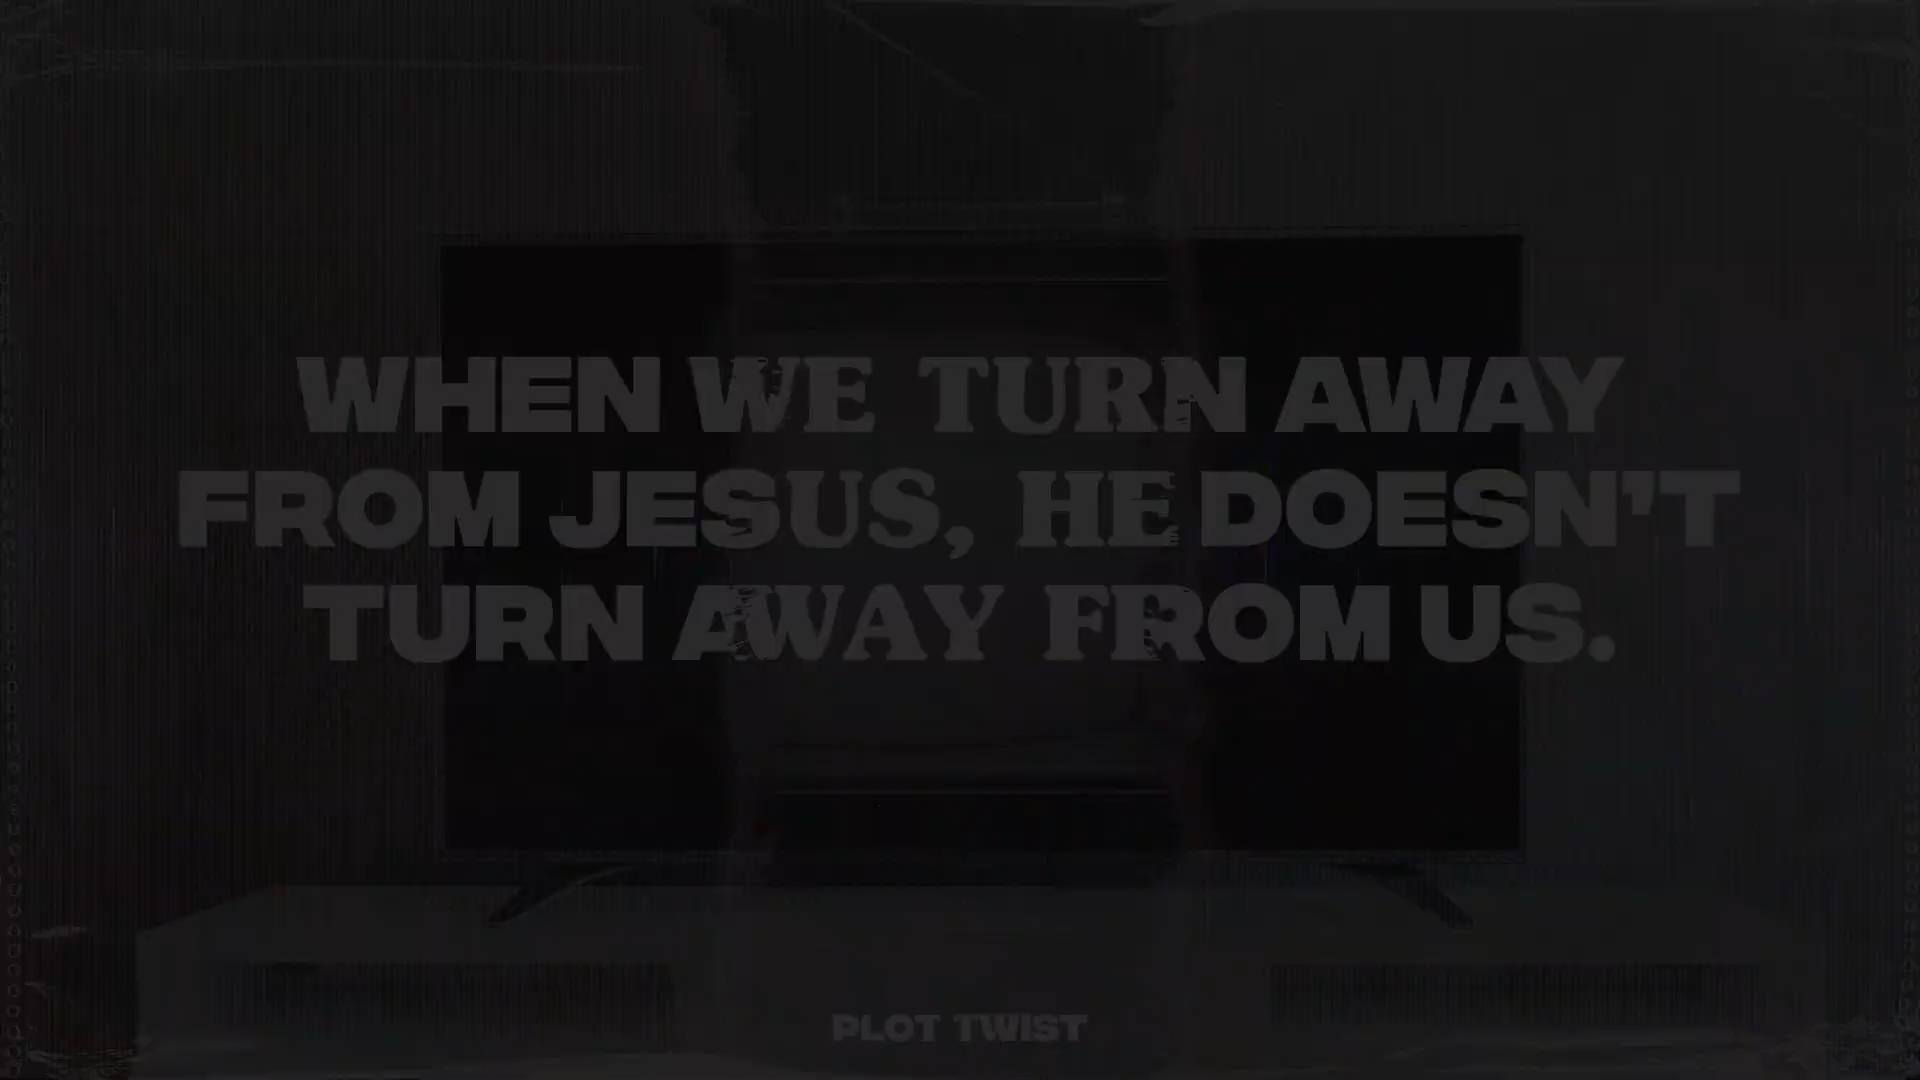 WHEN WE TURN AWAY
FROM JESUS, HE DOESN'T
TURN AWAY FROM US.
PLOT TWIST